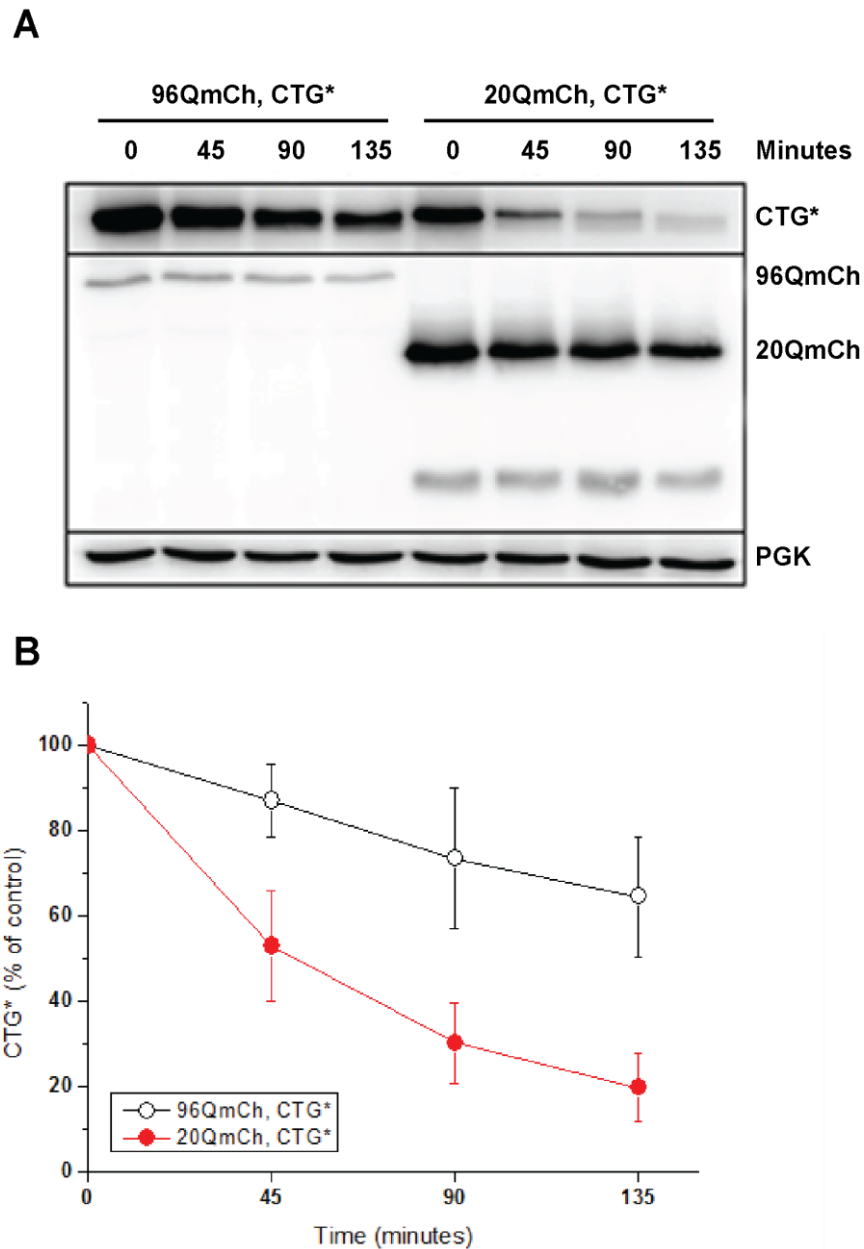 A
96QmCh, CTG* 20QmCh, CTG*
0 45 90 135 0 45 90 135 Minutes
CTG*
96QmCh
20QmCh
PGK
B
100
80
60
40
20
0
CTG* (% of control)
96QmCh, CTG*
20QmCh, CTG*
0 45 90 135
Time (minutes)